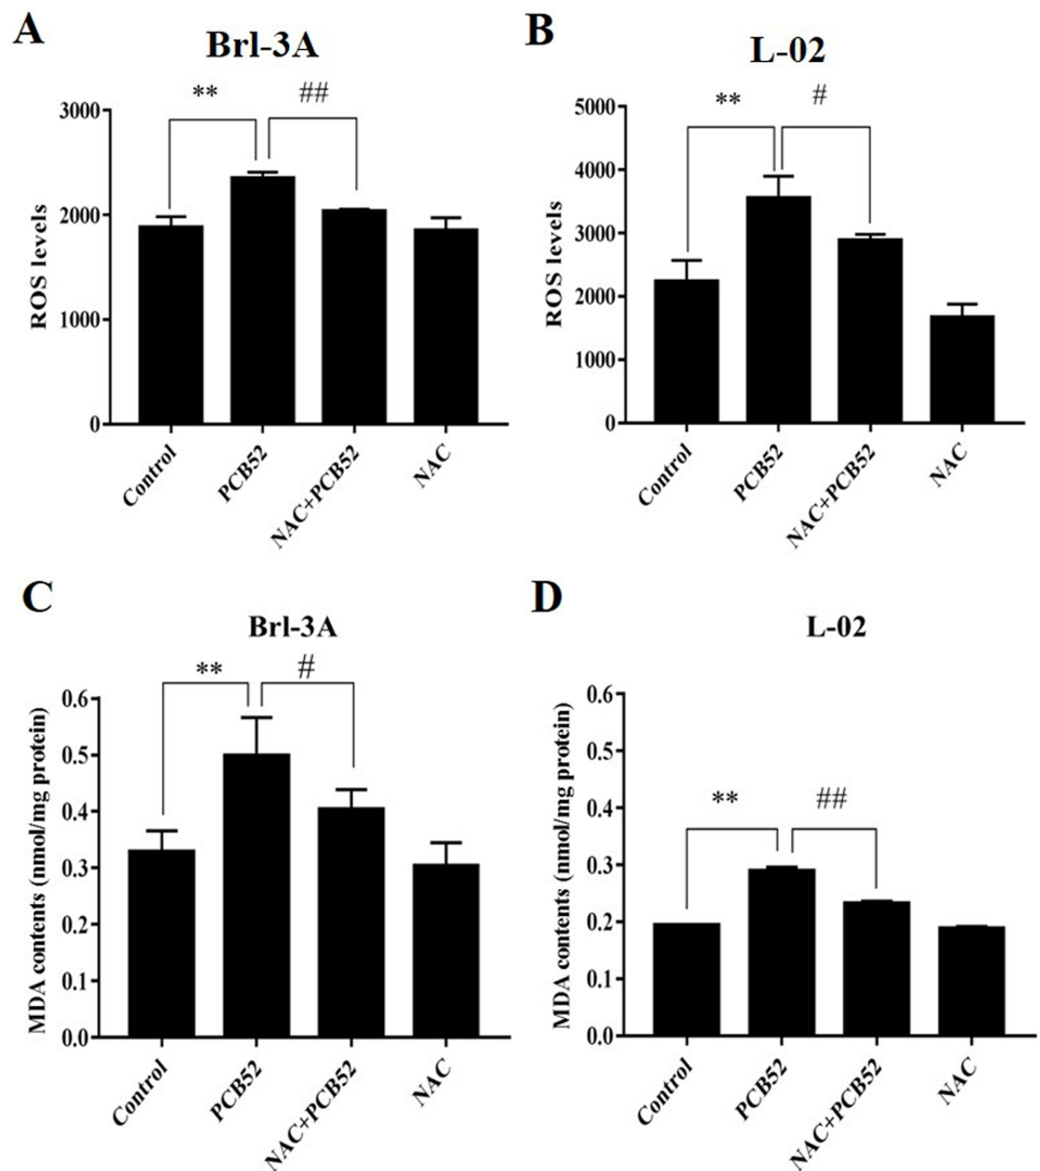 A
Brl-3A
** ##
ROS levels
3000
2000
1000
0
Control
PCB52
NAC+PCB52
NAC
B
L-02
** #
ROS levels
5000
4000
3000
2000
1000
0
Control
PCB52
NAC+PCB52
NAC
C
Brl-3A
** #
MDA contents (nmol/mg protein)
0.6
0.5
0.4
0.3
0.2
0.1
0.0
Control
PCB52
NAC+PCB52
NAC
D
L-02
** ##
MDA contents (nmol/mg protein)
0.6
0.5
0.4
0.3
0.2
0.1
0.0
Control
PCB52
NAC+PCB52
NAC